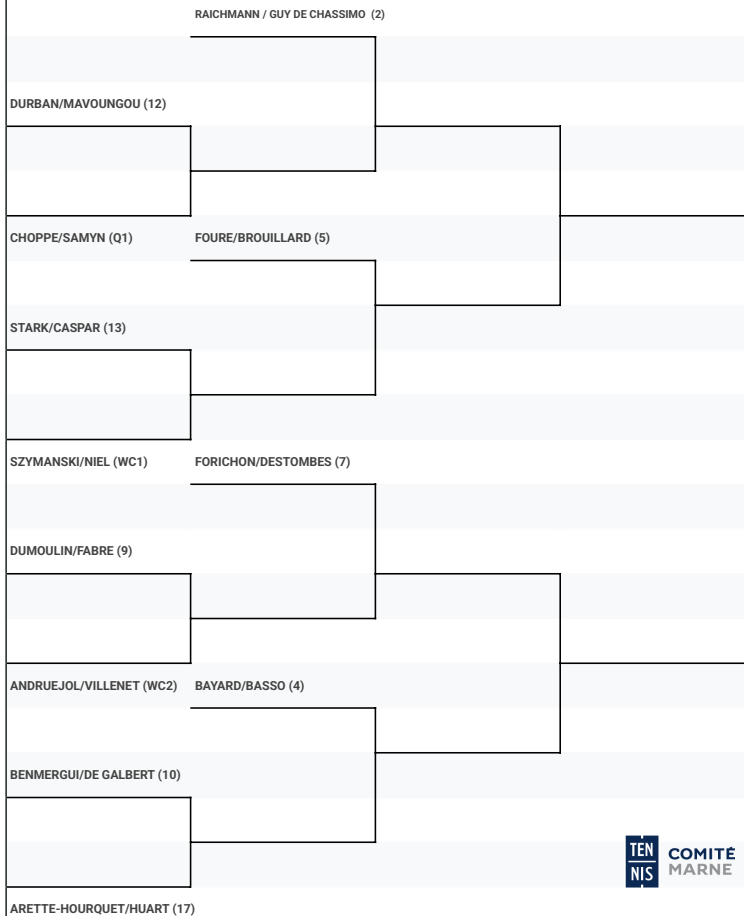 RAICHMANN / GUY DE CHASSIMO (2)
DURBAN/MAVOUNGOU (12)
CHOPPE/SAMYN (Q1)
FOURE/BROUILLARD (5)
STARK/CASPAR (13)
SZYMANSKI/NIEL (WC1)
FORICHON/DESTOMBES (7)
DUMOULIN/FABRE (9)
ANDRUEJOL/VILLENET (WC2)
BAYARD/BASSO (4)
BENMERGUI/DE GALBERT (10)
TEN
NIS
COMITÉ
MARNE
ARETTE-HOURQUET/HUART (17)